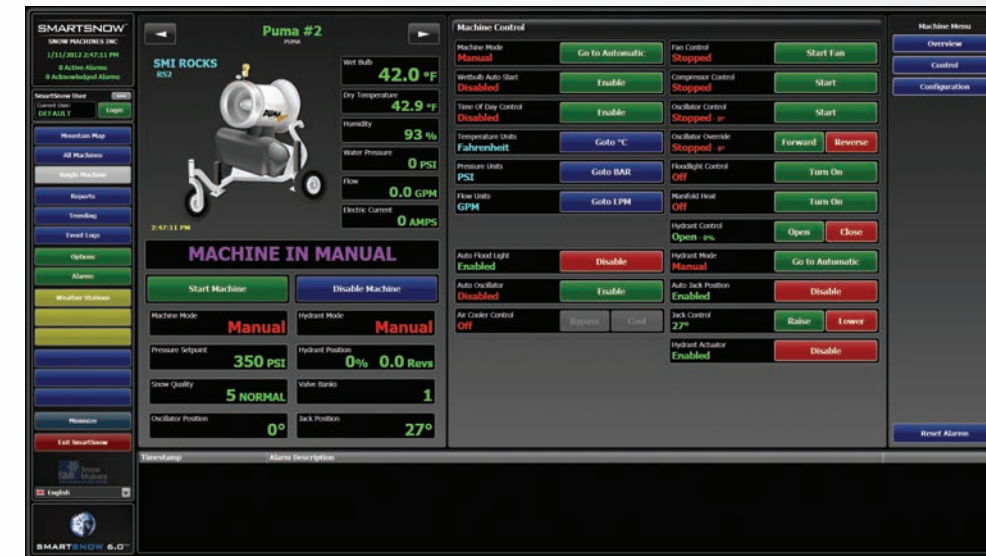 SMARTSNOW™
SNOW MACHINES INC
1/11/2012 2:47:11 PM
0 Active Alarms
0 Acknowledged Alarms
SmartSnow User
Current User:
DEFAULT
Login
Mountain Map
All Machines
Single Machine
Reports
Trending
Event Logs
Options
Alarms
Weather Stations
Minimize
Exit SmartSnow
SMI Snow Makers
English
SMARTSNOW 6.0™
Puma #2
PUMA
SMI ROCKS
RS2
PUMA
2:47:11 PM
Wet Bulb
42.0 °F
Dry Temperature
42.9 °F
Humidity
93 %
Water Pressure
0 PSI
Flow
0.0 GPM
Electric Current
0 AMPS
MACHINE IN MANUAL
Start Machine
Disable Machine
Machine Mode
Manual
Hydrant Mode
Manual
Pressure Setpoint
350 PSI
Hydrant Position
0% 0.0 Revs
Snow Quality
5 NORMAL
Valve Banks
1
Oscillator Position
0°
Jack Position
27°
Machine Control
Machine Mode
Manual
Go to Automatic
Wetbulb Auto Start
Disabled
Enable
Time Of Day Control
Disabled
Enable
Temperature Units
Fahrenheit
Goto °C
Pressure Units
PSI
Goto BAR
Flow Units
GPM
Goto LPM
Auto Flood Light
Enabled
Disable
Auto Oscillator
Disabled
Enable
Air Cooler Control
Off
Bypass
Cool
Fan Control
Stopped
Start Fan
Compressor Control
Stopped
Start
Oscillator Control
Stopped - 0°
Start
Oscillator Override
Stopped - 0°
Forward
Reverse
Floodlight Control
Off
Turn On
Manifold Heat
Off
Turn On
Hydrant Control
Open - 0%
Open
Close
Hydrant Mode
Manual
Go to Automatic
Auto Jack Position
Enabled
Disable
Jack Control
27°
Raise
Lower
Hydrant Actuator
Enabled
Disable
Machine Menu
Overview
Control
Configuration
Reset Alarms
Timestamp
Alarm Description